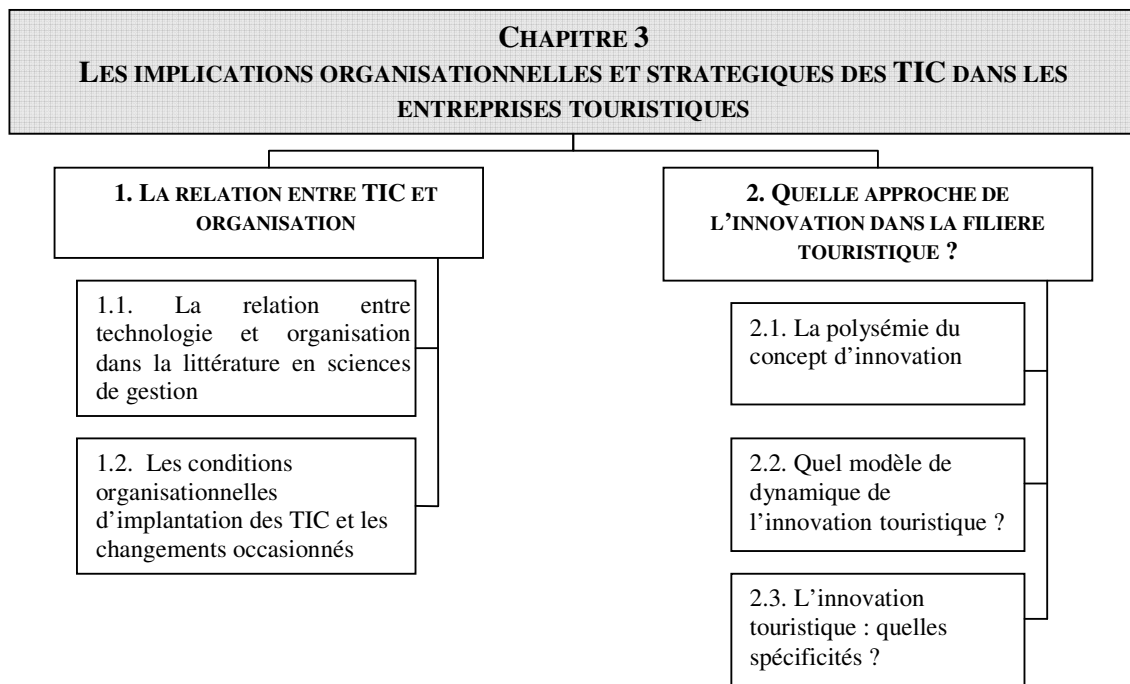 CHAPITRE 3
LES IMPLICATIONS ORGANISATIONNELLES ET STRATEGIQUES DES TIC DANS LES
ENTREPRISES TOURISTIQUES
1. LA RELATION ENTRE TIC ET
ORGANISATION
1.1. La relation entre
technologie et organisation
dans la littérature en sciences
de gestion
1.2. Les conditions
organisationnelles
d’implantation des TIC et les
changements occasionnés
2. QUELLE APPROCHE DE
L’INNOVATION DANS LA FILIERE
TOURISTIQUE ?
2.1. La polysémie du
concept d’innovation
2.2. Quel modèle de
dynamique de
l’innovation touristique ?
2.3. L’innovation
touristique : quelles
spécificités ?